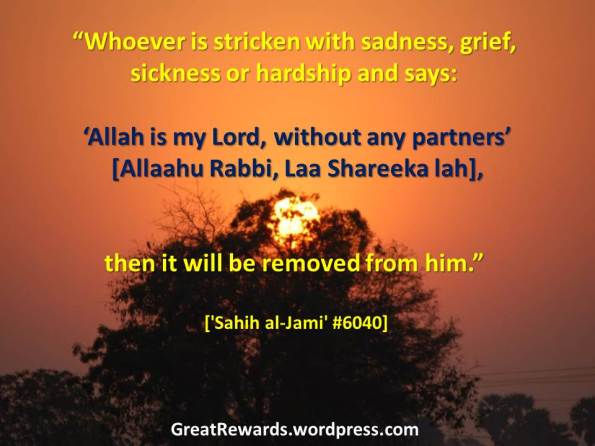 “Whoever is stricken with sadness, grief,
sickness or hardship and says:
‘Allah is my Lord, without any partners’
[Allaahu Rabbi, Laa Shareeka lah],
then it will be removed from him.”
['Sahih al-Jami' #6040]
GreatRewards.wordpress.com